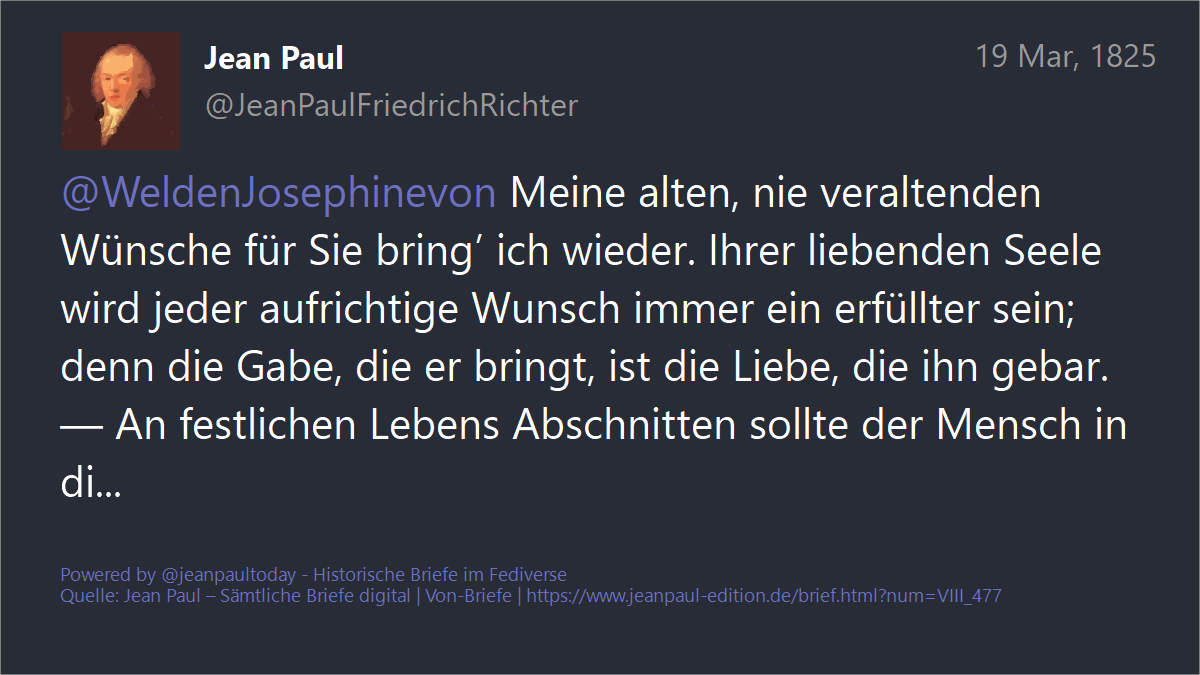 Jean Paul
19 Mar, 1825
@JeanPaulFriedrichRichter
@WeldenJosephinevon Meine alten, nie veraltenden
Wünsche für Sie bring’ ich wieder. Ihrer liebenden Seele
wird jeder aufrichtige Wunsch immer ein erfüllter sein;
denn die Gabe, die er bringt, ist die Liebe, die ihn gebar.
— An festlichen Lebens Abschnitten sollte der Mensch in
di...
Powered by @jeanpaultoday - Historische Briefe im Fediverse
Quelle: Jean Paul – Sämtliche Briefe digital | Von-Briefe | https://www.jeanpaul-edition.de/brief.html?num=VIII_477